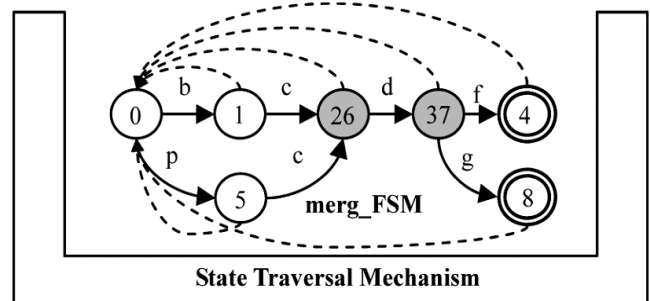 b c d f
0 1 26 37 4
p c g
5 8
merg_FSM
State Traversal Mechanism